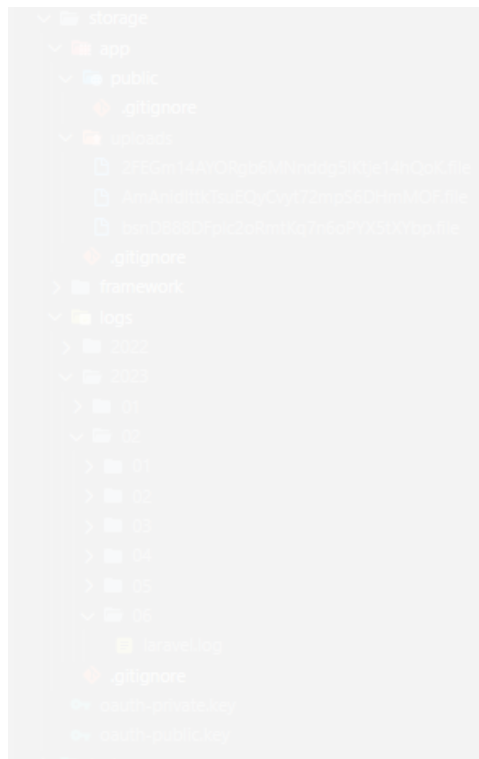 storage
app
public
.gitignore
uploads
.gitignore
framework
logs
2022
2023
01
02
01
02
03
04
05
06
laravel.log
.gitignore
oauth-private.key
oauth-public.key